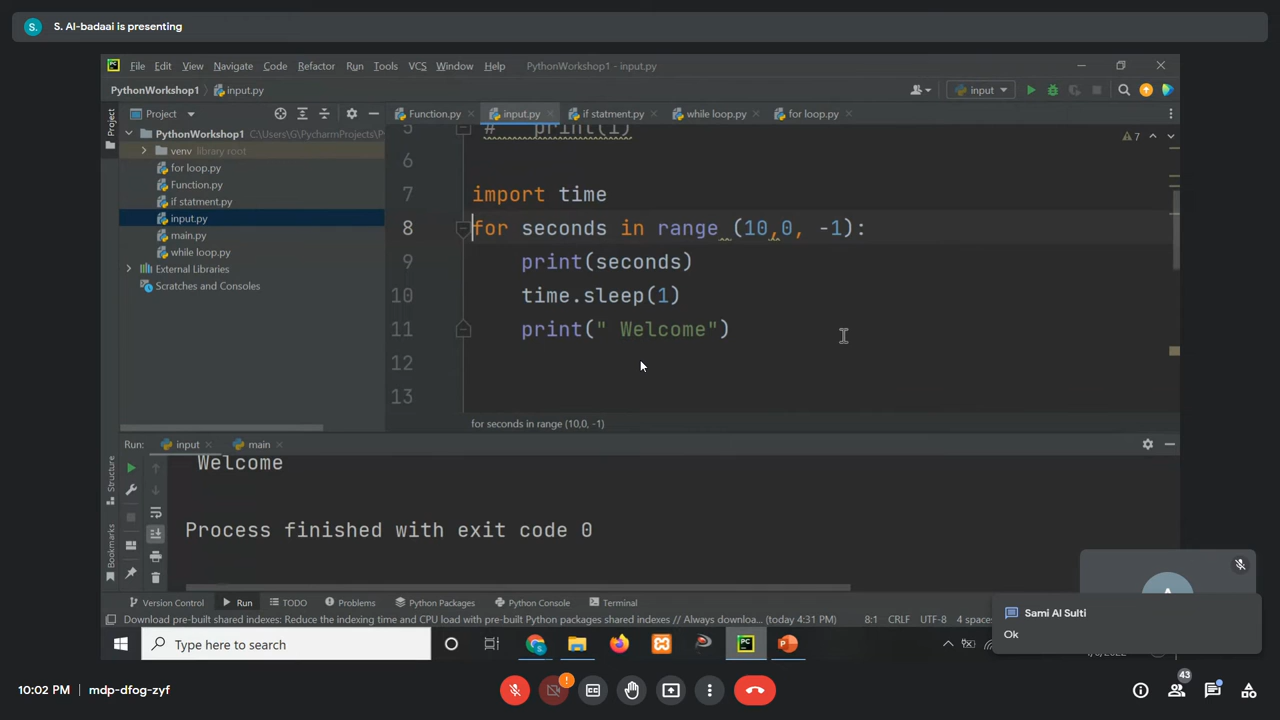 S.
S. Al-badaai is presenting
PC
File Edit View Navigate Code Refactor Run Tools VCS Window Help PythonWorkshop1 - input.py
PythonWorkshop1 input.py
input
Project
Function.py input.py if statment.py while loop.py for loop.py
Project
PythonWorkshop1 C:\Users\G\PycharmProjects\P
venv library root
for loop.py
Function.py
if statment.py
input.py
main.py
while loop.py
External Libraries
Scratches and Consoles
5 # print(i)
7
6
7 import time
8 for seconds in range (10,0, -1):
9 print(seconds)
10 time.sleep(1)
11 print(" Welcome")
12
13
for seconds in range (10,0, -1)
Run: input main
Welcome
Process finished with exit code 0
Structure
Bookmarks
Version Control Run TODO Problems Python Packages Python Console Terminal
Download pre-built shared indexes: Reduce the indexing time and CPU load with pre-built Python packages shared indexes // Always downloa... (today 4:31 PM) 8:1 CRLF UTF-8 4 spaces
Sami Al Sulti
Ok
Type here to search
10:02 PM mdp-dfog-zyf
43